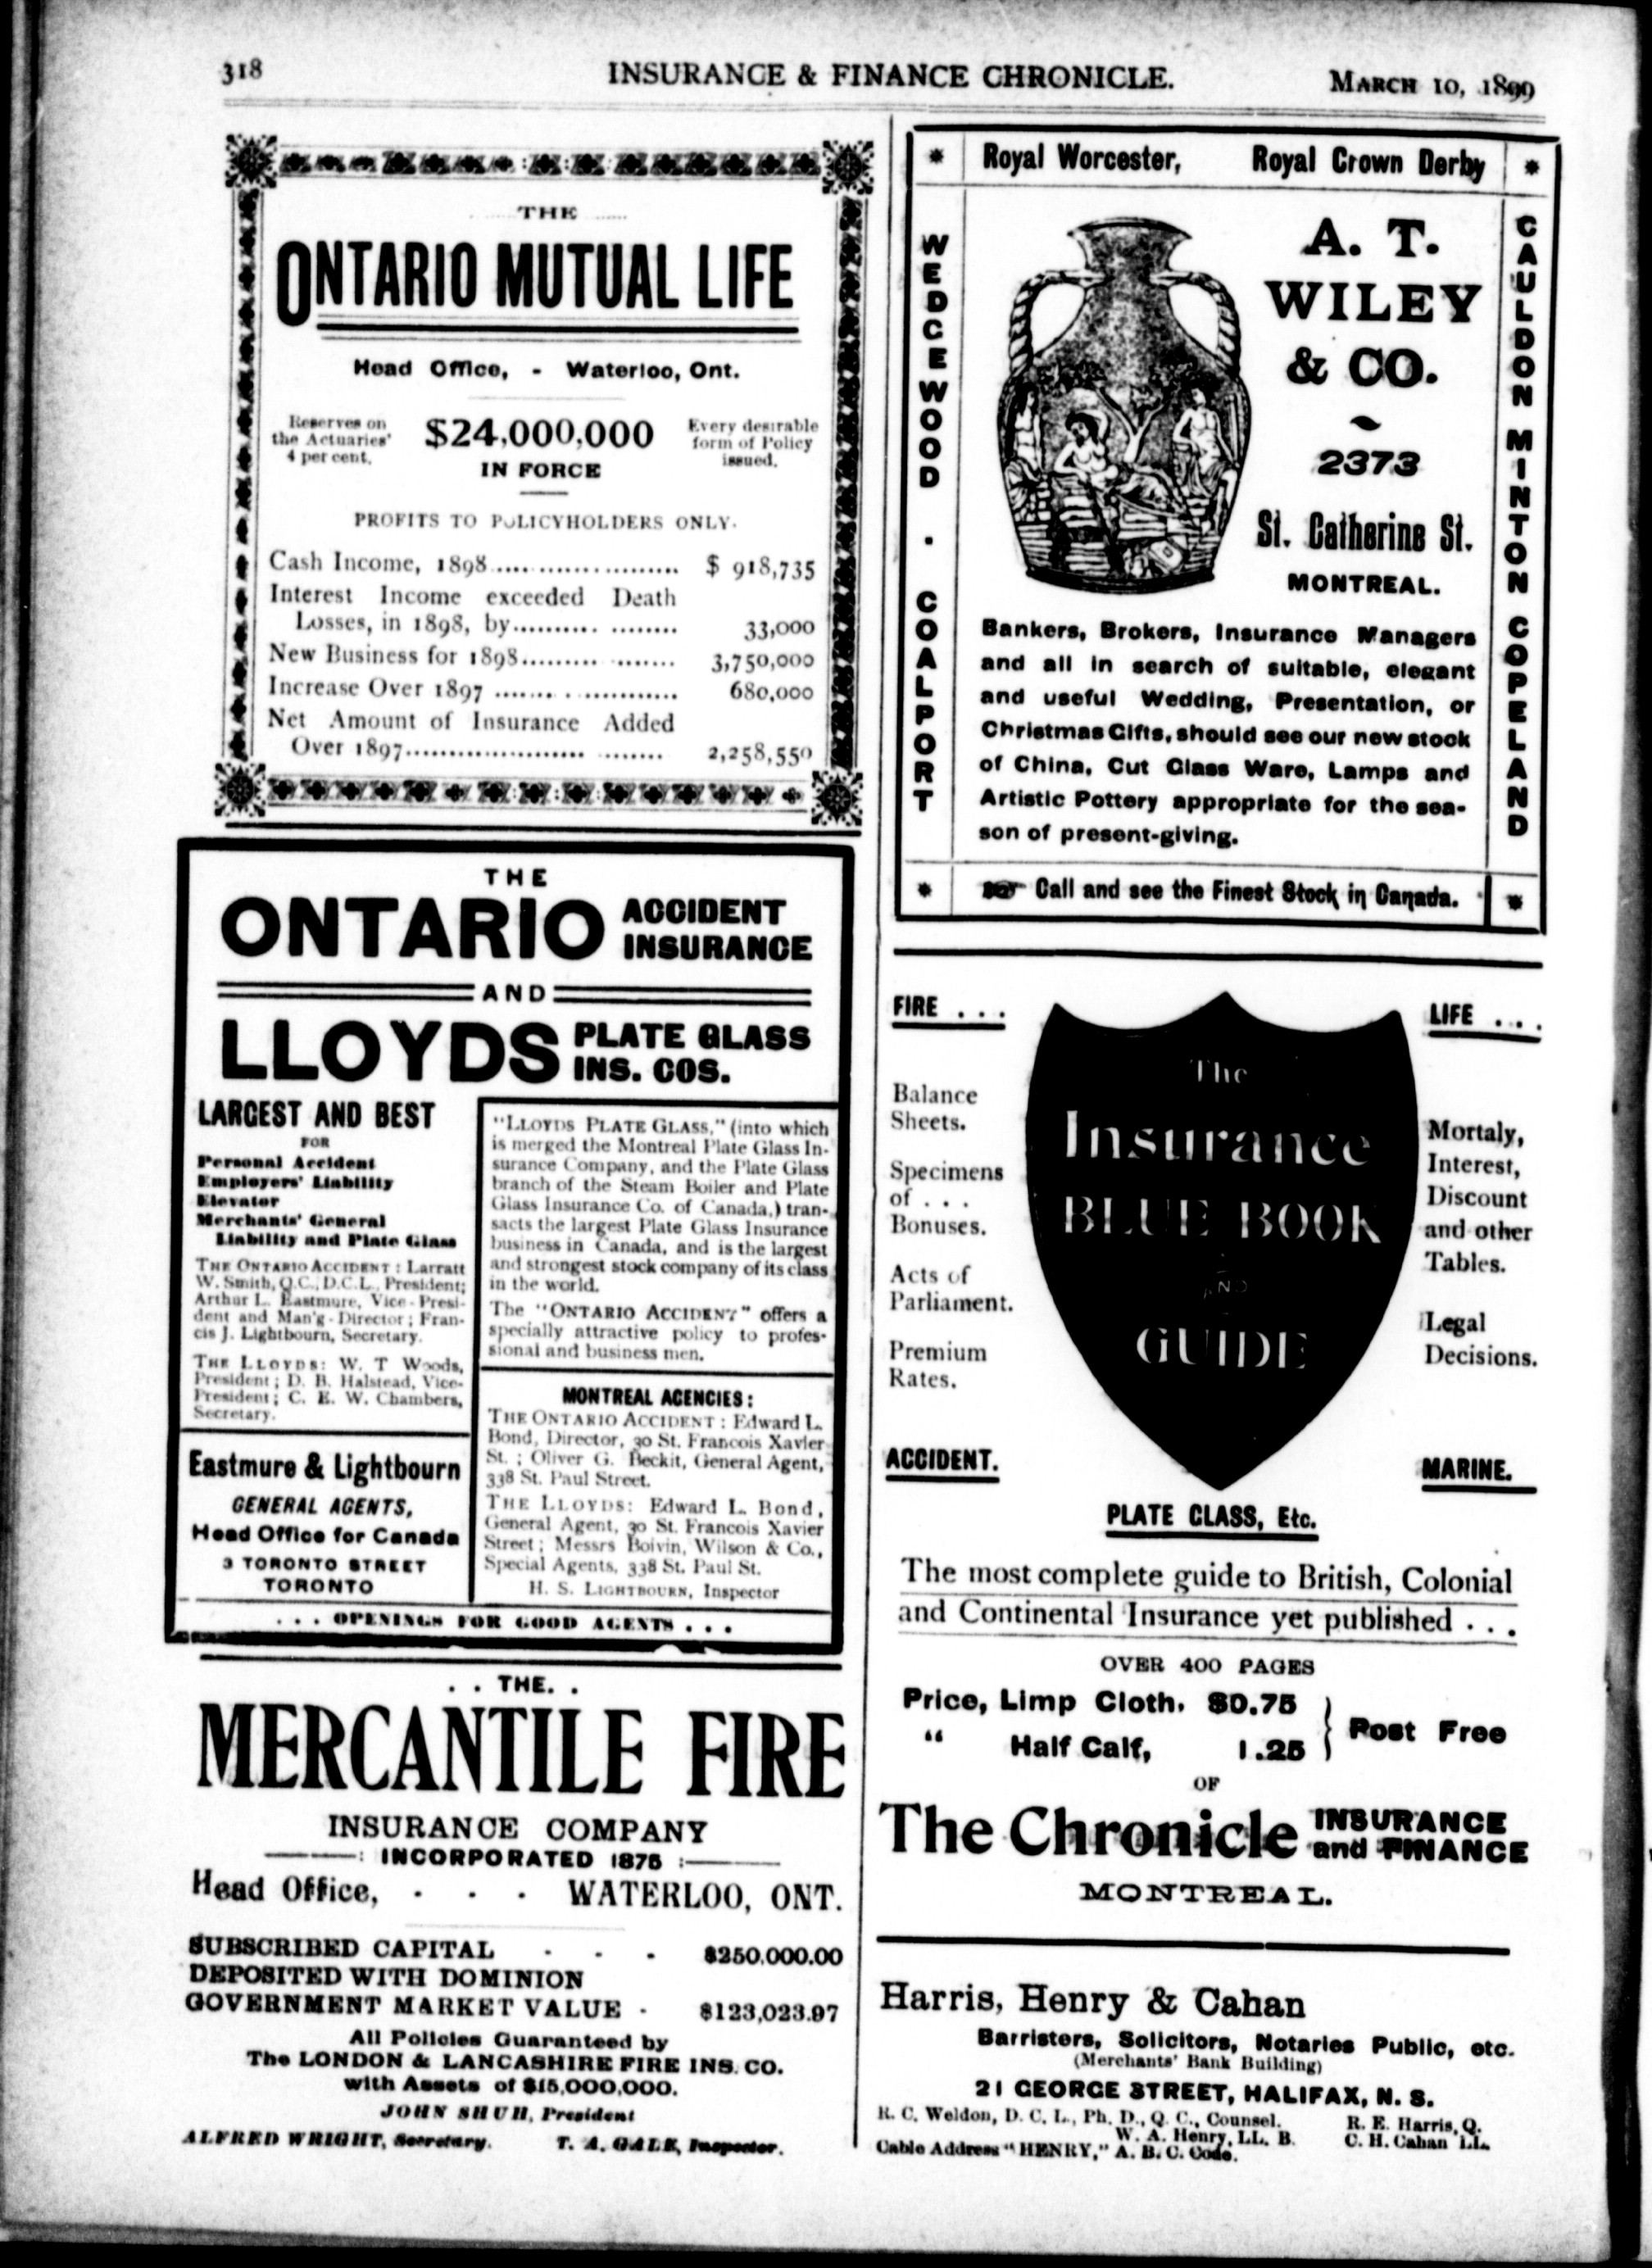 318
INSURANCE & FINANCE CHRONICLE.
MARCH 10, 1899
THE
ONTARIO MUTUAL LIFE
Head Office, - Waterloo, Ont.
Reserves on
the Actuaries'
4 per cent.
$24,000,000
IN FORCE
Every desirable
form of Policy
issued.
PROFITS TO POLICYHOLDERS ONLY.
Cash Income, 1898 ........................ $ 918,735
Interest Income exceeded Death
Losses, in 1898, by.................... 33,000
New Business for 1898................. 3,750,000
Increase Over 1897 ..................... 680,000
Net Amount of Insurance Added
Over 1897................................ 2,258,550
THE
ONTARIO ACCIDENT
INSURANCE
AND
LLOYDS PLATE GLASS
INS. COS.
LARGEST AND BEST
FOR
Personal Accident
Employers' Liability
Elevator
Merchants' General
Liability and Plate Glass
THE ONTARIO ACCIDENT : Larratt
W. Smith, Q.C., D.C.L., President;
Arthur L. Eastmure, Vice-Presi-
dent and Man'g-Director ; Fran-
cis J. Lightbourn, Secretary.
THE LLOYDS: W. T Woods,
President ; D. B. Halstead, Vice-
President ; C. E. W. Chambers,
Secretary.
Eastmure & Lightbourn
GENERAL AGENTS,
Head Office for Canada
3 TORONTO STREET
TORONTO
"LLOYDS PLATE GLASS," (into which
is merged the Montreal Plate Glass In-
surance Company, and the Plate Glass
branch of the Steam Boiler and Plate
Glass Insurance Co. of Canada,) tran-
sacts the largest Plate Glass Insurance
business in Canada, and is the largest
and strongest stock company of its class
in the world.
The "ONTARIO ACCIDENT" offers a
specially attractive policy to profes-
sional and business men.
MONTREAL AGENCIES :
THE ONTARIO ACCIDENT : Edward L.
Bond, Director, 30 St. Francois Xavier
St. ; Oliver G. Beckit, General Agent,
338 St. Paul Street.
THE LLOYDS: Edward L. Bond,
General Agent, 30 St. Francois Xavier
Street ; Messrs Boivin, Wilson & Co.,
Special Agents, 338 St. Paul St.
H. S. LIGHTBOURN, Inspector
. . . OPENINGS FOR GOOD AGENTS . . .
. . THE. .
MERCANTILE FIRE
INSURANCE COMPANY
: INCORPORATED 1875 :
Head Office, - - - WATERLOO, ONT.
SUBSCRIBED CAPITAL - - - $250,000.00
DEPOSITED WITH DOMINION
GOVERNMENT MARKET VALUE - $123,023.97
All Policies Guaranteed by
The LONDON & LANCASHIRE FIRE INS. CO.
with Assets of $15,000,000.
JOHN SHUH, President
ALFRED WRIGHT, Secretary. T. A. GALE, Inspector.
* Royal Worcester, Royal Crown Derby *
WEDGEWOOD . COALPORT
A. T.
WILEY
& CO.
2373
St. Catherine St.
MONTREAL.
CAULDON MINTON COPELAND
Bankers, Brokers, Insurance Managers
and all in search of suitable, elegant
and useful Wedding, Presentation, or
Christmas Gifts, should see our new stock
of China, Cut Glass Ware, Lamps and
Artistic Pottery appropriate for the sea-
son of present-giving.
* ☞ Call and see the Finest Stock in Canada. *
FIRE . . .
Balance
Sheets.
Specimens
of . . .
Bonuses.
Acts of
Parliament.
Premium
Rates.
ACCIDENT.
The
Insurance
BLUE BOOK
AND
GUIDE
LIFE . . .
Mortaly,
Interest,
Discount
and other
Tables.
Legal
Decisions.
MARINE.
PLATE GLASS, Etc.
The most complete guide to British, Colonial
and Continental Insurance yet published . . .
OVER 400 PAGES
Price, Limp Cloth. $0.75
" Half Calf, 1.25
} Post Free
OF
The Chronicle INSURANCE
and FINANCE
MONTREAL.
Harris, Henry & Cahan
Barristers, Solicitors, Notaries Public, etc.
(Merchants' Bank Building)
21 GEORGE STREET, HALIFAX, N. S.
R. C. Weldon, D. C. L., Ph. D., Q. C., Counsel. R. E. Harris, Q.
W. A. Henry, LL. B. C. H. Cahan LL.
Cable Address "HENRY," A. B. C. Code.